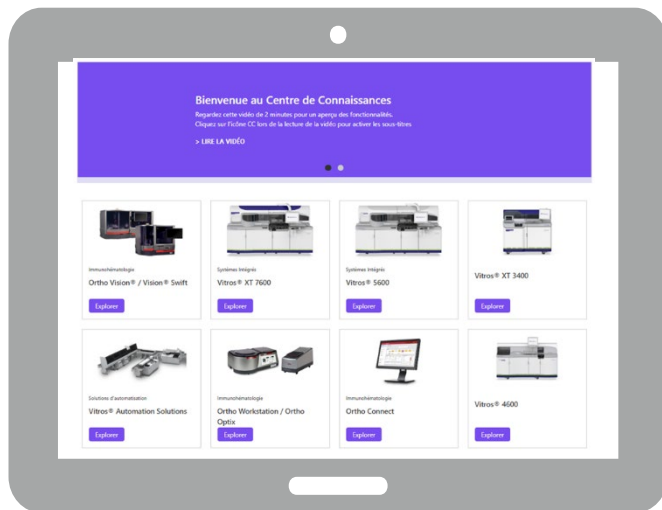 Bienvenue au Centre de Connaissances
Regardez cette vidéo de 2 minutes pour un aperçu des fonctionnalités.
Cliquez sur l'icône CC lors de la lecture de la vidéo pour activer les sous-titres
> LIRE LA VIDÉO
Immunohématologie
Ortho Vision® / Vision® Swift
Explorer
Systèmes Intégrés
Vitros® XT 7600
Explorer
Systèmes Intégrés
Vitros® 5600
Explorer
Vitros® XT 3400
Explorer
Solutions d'automatisation
Vitros® Automation Solutions
Explorer
Immunohématologie
Ortho Workstation / Ortho
Optix
Explorer
Immunohématologie
Ortho Connect
Explorer
Vitros® 4600
Explorer